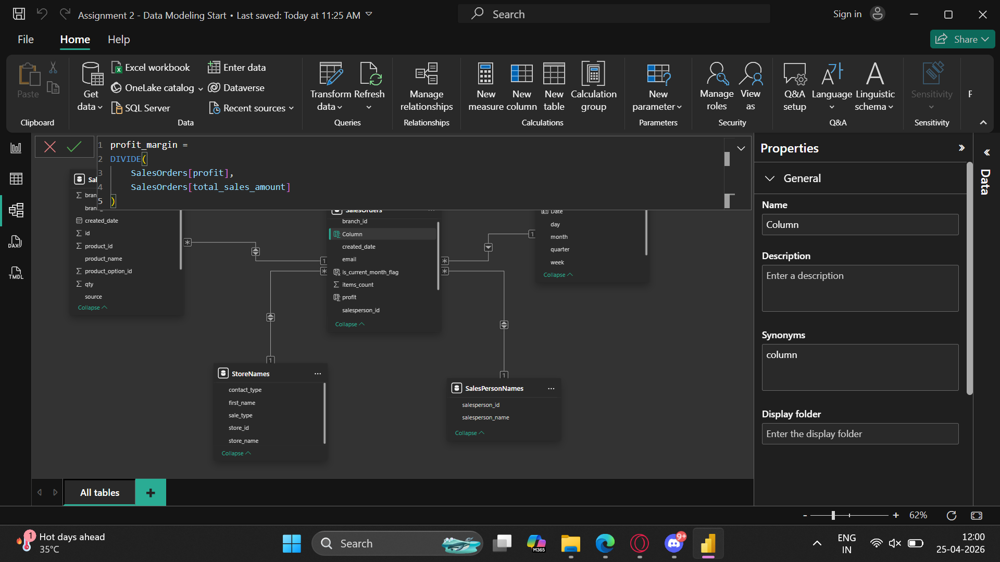 Assignment 2 - Data Modeling Start • Last saved: Today at 11:25 AM
Search
Sign in
File
Home
Help
Share
Paste
Clipboard
Get data
Excel workbook
OneLake catalog
SQL Server
Enter data
Dataverse
Recent sources
Data
Transform data
Refresh
Queries
Manage relationships
Relationships
New measure
New column
New table
Calculation group
Calculations
New parameter
Parameters
Manage roles
View as
Security
Q&A setup
Language
Linguistic schema
Q&A
Sensitivity
Sensitivity
1 profit_margin =
2 DIVIDE(
3 SalesOrders[profit],
4 SalesOrders[total_sales_amount]
5 )
Sal
bran
bran
created_date
id
product_id
product_name
product_option_id
qty
source
Collapse
SalesOrders
branch_id
Column
created_date
email
is_current_month_flag
items_count
profit
salesperson_id
Collapse
Date
day
month
quarter
week
Collapse
* 1
* 1
* 1
* 1
StoreNames
contact_type
first_name
sale_type
store_id
store_name
Collapse
SalesPersonNames
salesperson_id
salesperson_name
Collapse
Properties
General
Name
Column
Description
Enter a description
Synonyms
column
Display folder
Enter the display folder
Data
DAX
TMDL
All tables
+
- + 62%
1
Hot days ahead
35°C
Search
M365
9+
ENG
IN
12:00
25-04-2026